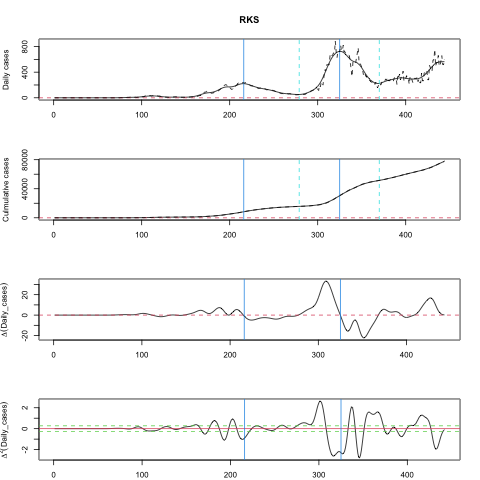 RKS
Daily cases
0 400 800
0 100 200 300 400
Culmulative cases
0 40000 80000
0 100 200 300 400
Δ(Daily_cases)
-20 0 20
0 100 200 300 400
Δ²(Daily_cases)
-2 0 2
0 100 200 300 400